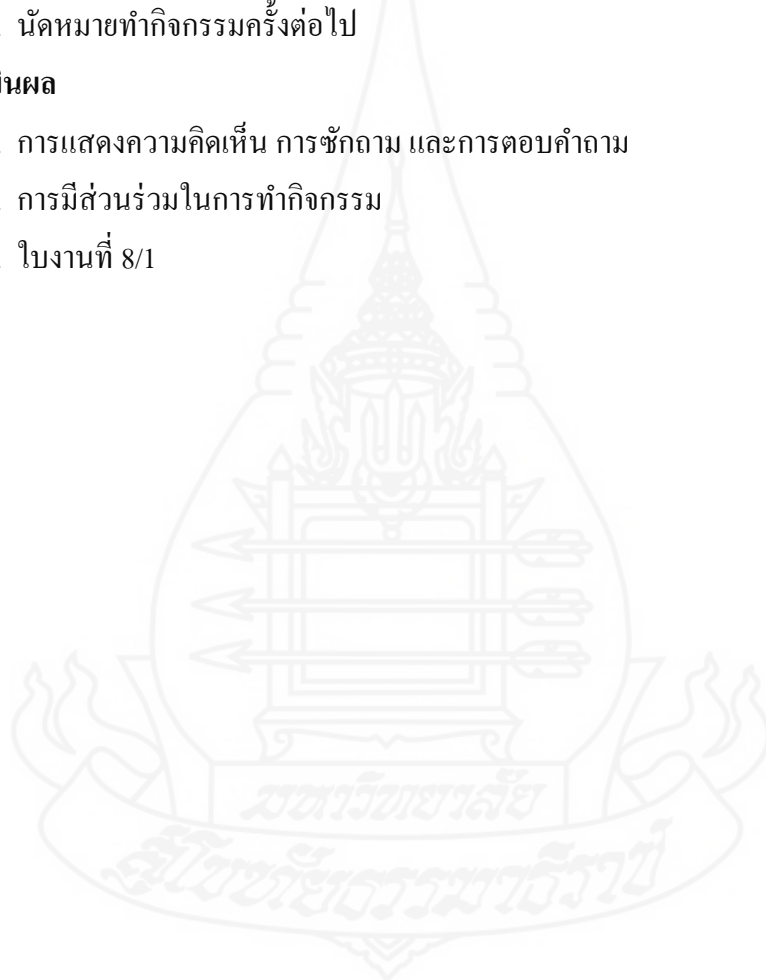 . นัดหมายทำกิจกรรมครั้งต่อไป
นผล
. การแสดงความคิดเห็น การซักถาม และการตอบคำถาม
. การมีส่วนร่วมในการทำกิจกรรม
. ใบงานที่ 8/1
มหาวิทยาลัย
สุโขทัยธรรมาธิราช